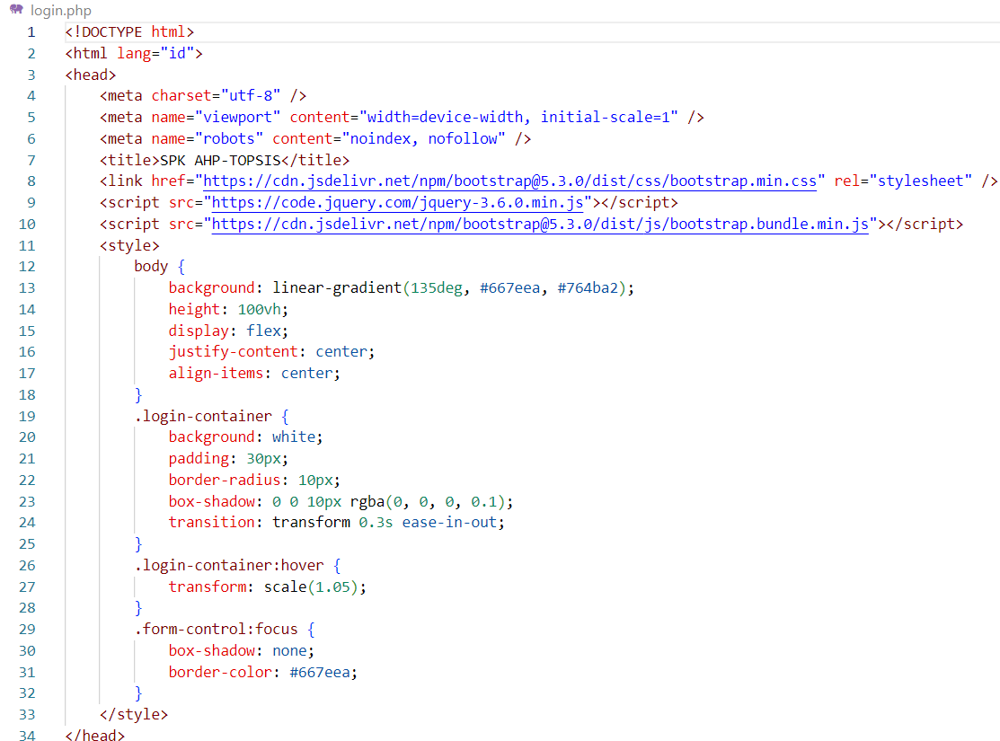 login.php
1 <!DOCTYPE html>
2 <html lang="id">
3 <head>
4     <meta charset="utf-8" />
5     <meta name="viewport" content="width=device-width, initial-scale=1" />
6     <meta name="robots" content="noindex, nofollow" />
7     <title>SPK AHP-TOPSIS</title>
8     <link href="https://cdn.jsdelivr.net/npm/bootstrap@5.3.0/dist/css/bootstrap.min.css" rel="stylesheet" />
9     <script src="https://code.jquery.com/jquery-3.6.0.min.js"></script>
10     <script src="https://cdn.jsdelivr.net/npm/bootstrap@5.3.0/dist/js/bootstrap.bundle.min.js"></script>
11     <style>
12         body {
13             background: linear-gradient(135deg, #667eea, #764ba2);
14             height: 100vh;
15             display: flex;
16             justify-content: center;
17             align-items: center;
18         }
19         .login-container {
20             background: white;
21             padding: 30px;
22             border-radius: 10px;
23             box-shadow: 0 0 10px rgba(0, 0, 0, 0.1);
24             transition: transform 0.3s ease-in-out;
25         }
26         .login-container:hover {
27             transform: scale(1.05);
28         }
29         .form-control:focus {
30             box-shadow: none;
31             border-color: #667eea;
32         }
33     </style>
34 </head>